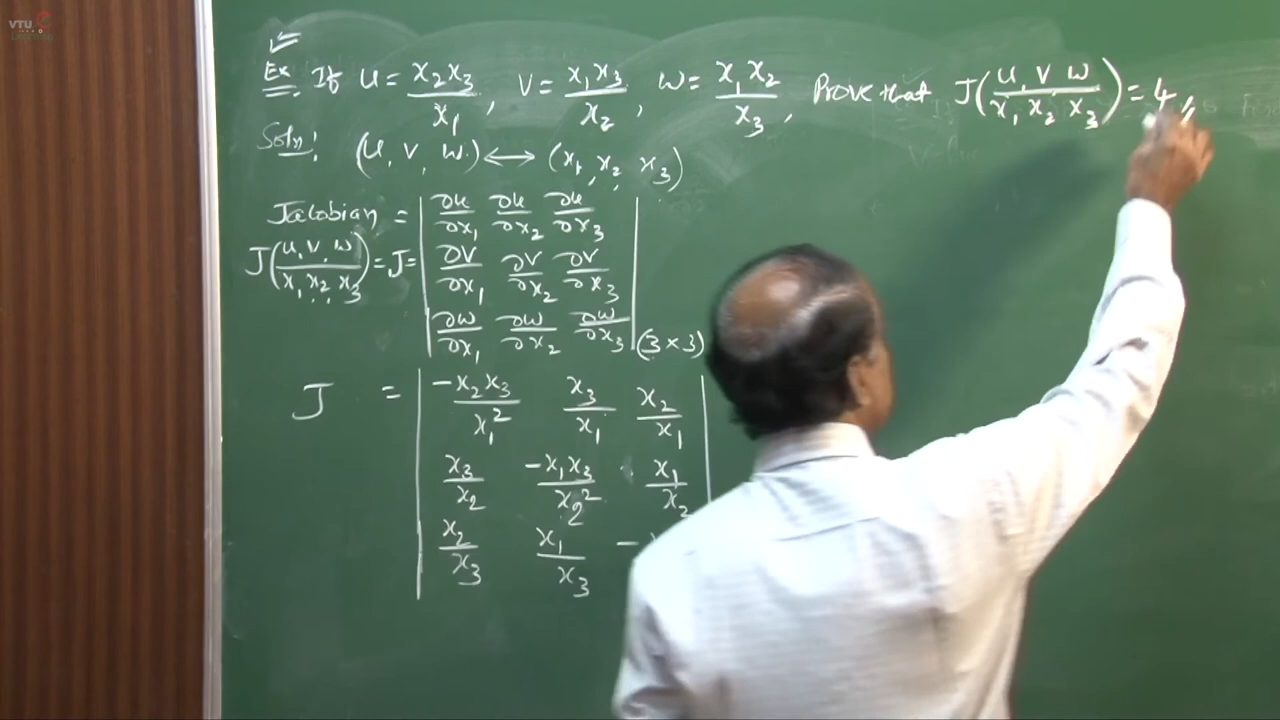 VTU
Learning
Ex. If u = x₂x₃/x₁, v = x₁x₃/x₂, w = x₁x₂/x₃, Prove that J(u, v, w / x₁, x₂, x₃) = 4
Soln: (u, v, w) ↔ (x₁, x₂, x₃)
Jacobian = | ∂u/∂x₁ ∂u/∂x₂ ∂u/∂x₃
J(u, v, w / x₁, x₂, x₃) = J = ∂v/∂x₁ ∂v/∂x₂ ∂v/∂x₃
∂w/∂x₁ ∂w/∂x₂ ∂w/∂x₃ | (3 × 3)
J = | -x₂x₃/x₁² x₃/x₁ x₂/x₁
x₃/x₂ -x₁x₃/x₂² x₁/x₂
x₂/x₃ x₁/x₃ - |